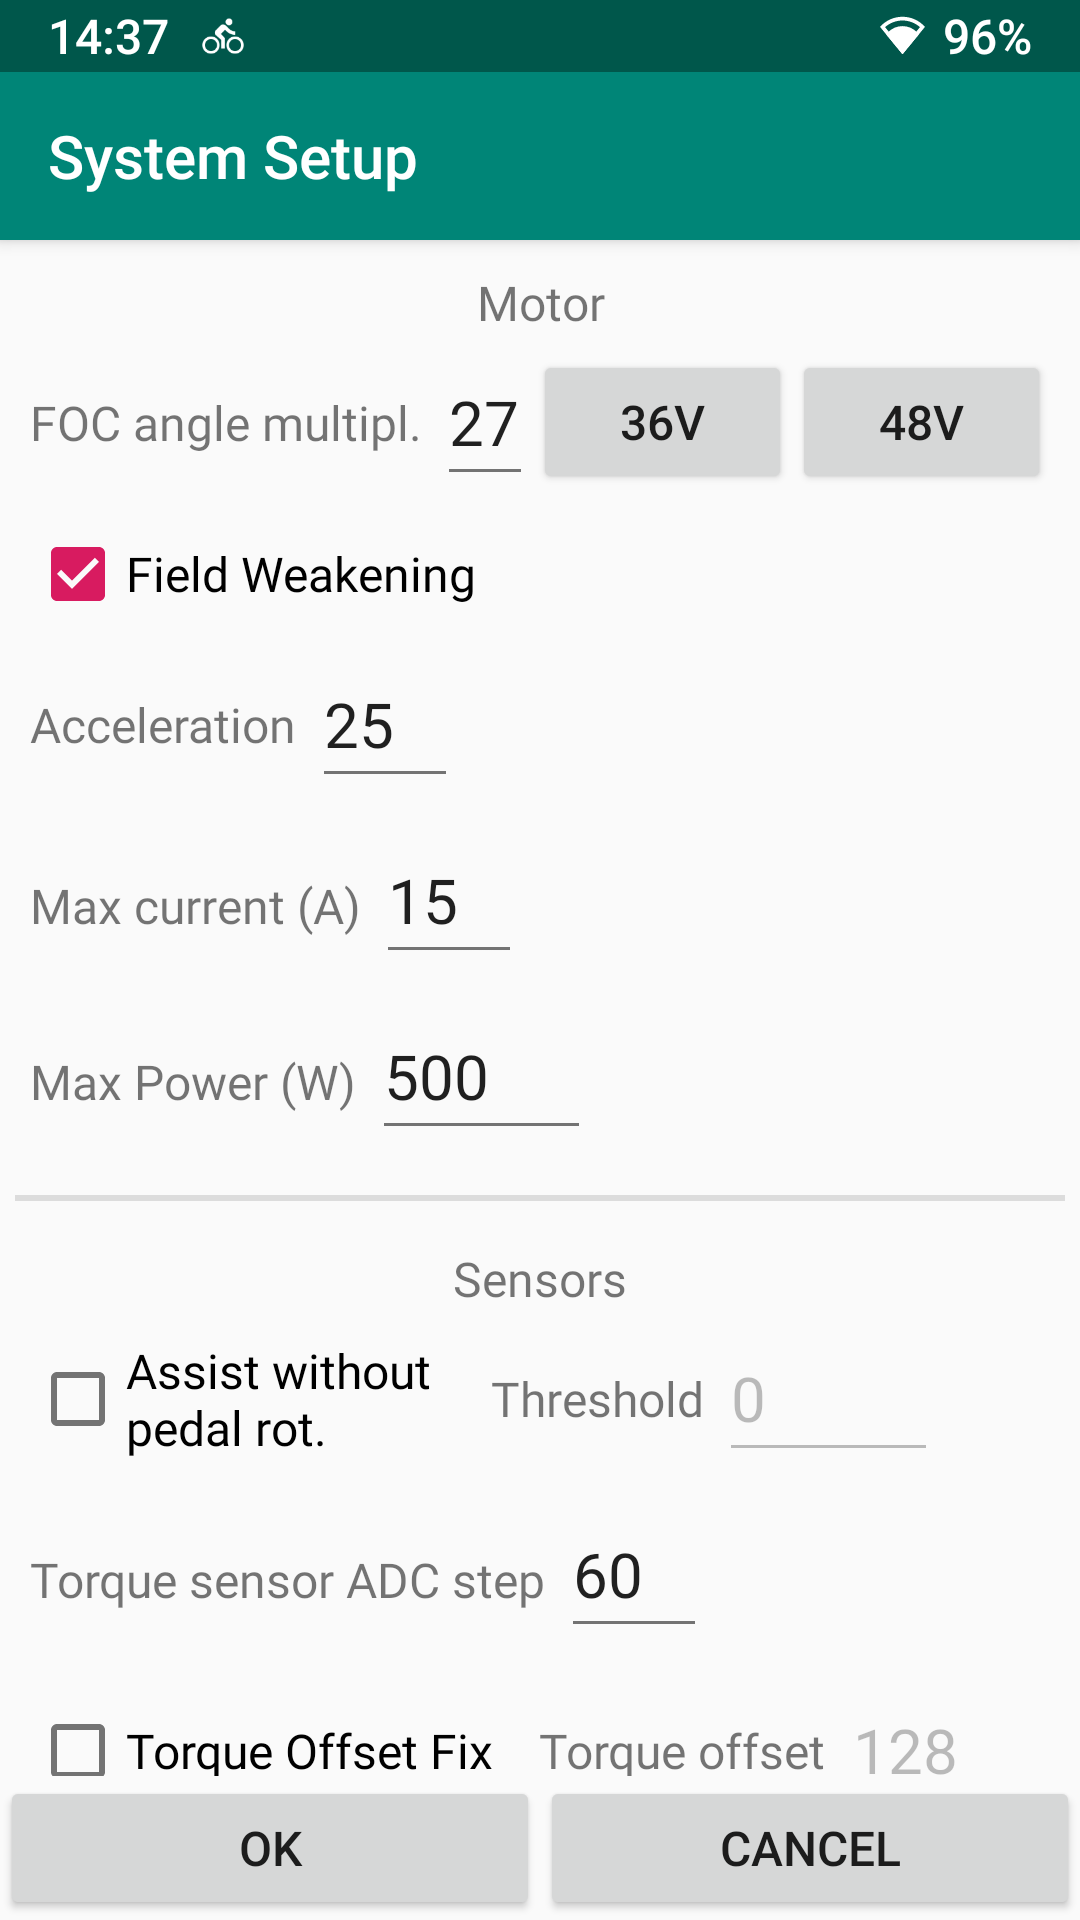 14:37 96%
System Setup
Motor
FOC angle multipl. 27 36V 48V
Field Weakening
Acceleration 25
Max current (A) 15
Max Power (W) 500
Sensors
Assist without
pedal rot.
Threshold 0
Torque sensor ADC step 60
Torque Offset Fix Torque offset 128
OK CANCEL